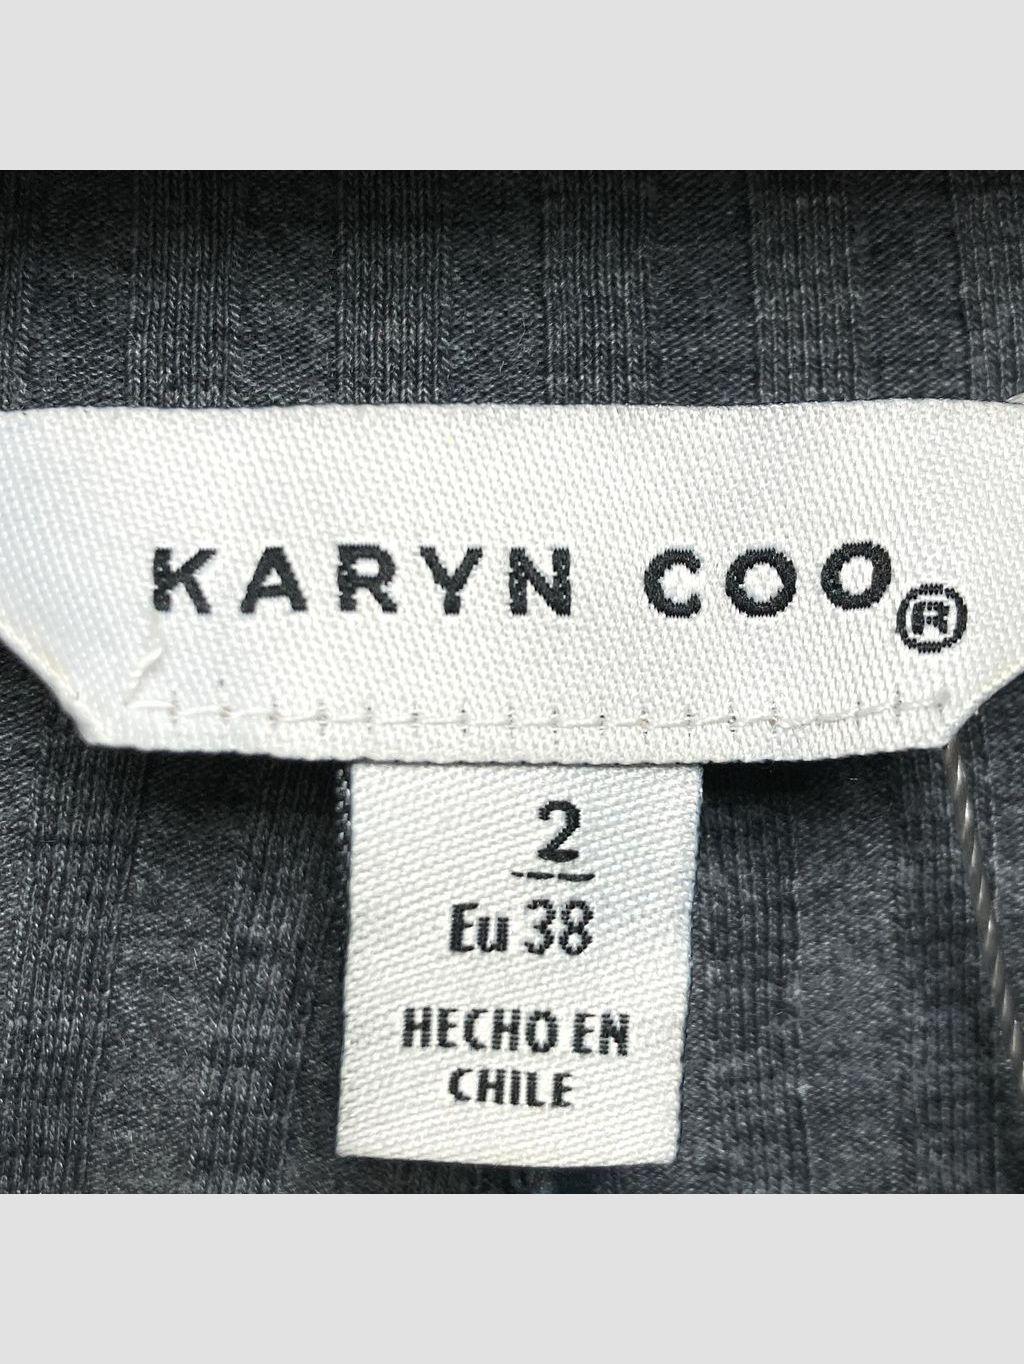 KARYN COO®
2
Eu 38
HECHO EN
CHILE